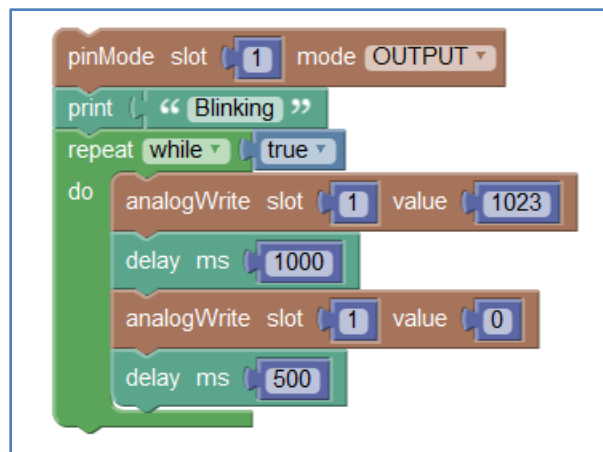 pinMode slot 1 mode OUTPUT
print “ Blinking ”
repeat while true
do
analogWrite slot 1 value 1023
delay ms 1000
analogWrite slot 1 value 0
delay ms 500